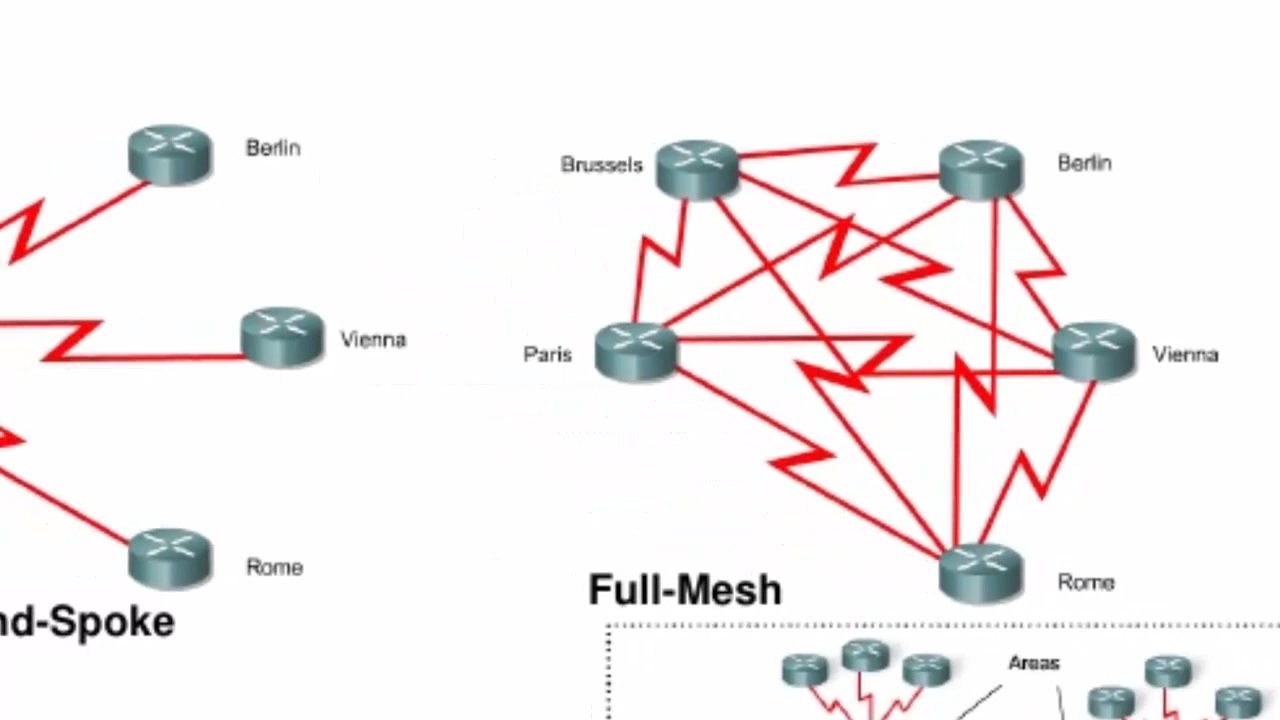 Berlin
Vienna
Rome
nd-Spoke
Brussels
Berlin
Paris
Vienna
Rome
Full-Mesh
Areas